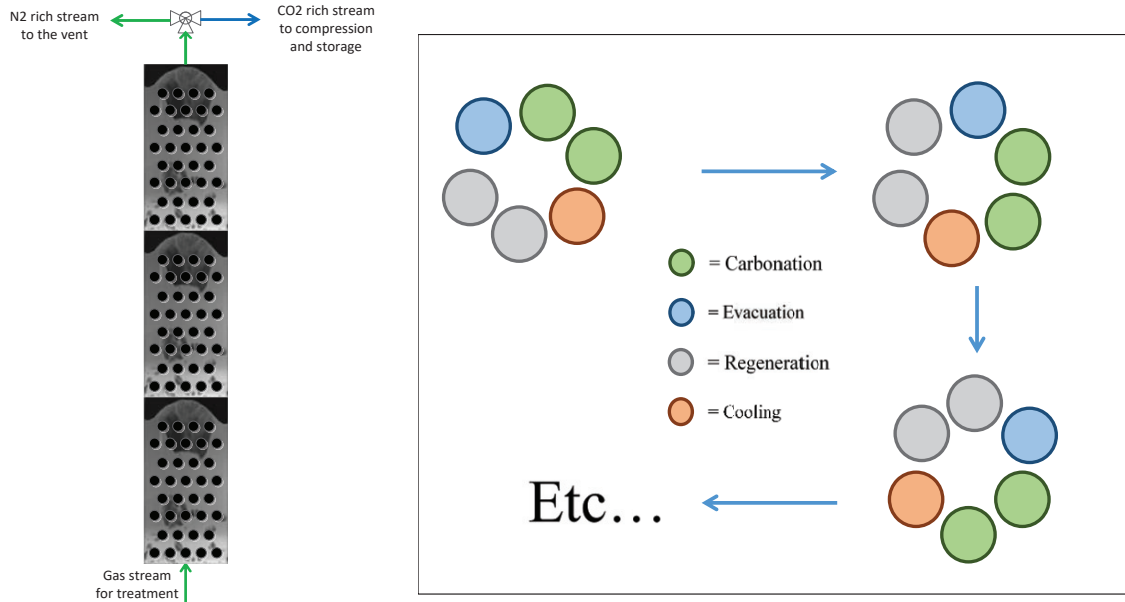 N2 rich stream
to the vent
CO2 rich stream
to compression
and storage
Gas stream
for treatment
= Carbonation
= Evacuation
= Regeneration
= Cooling
Etc...